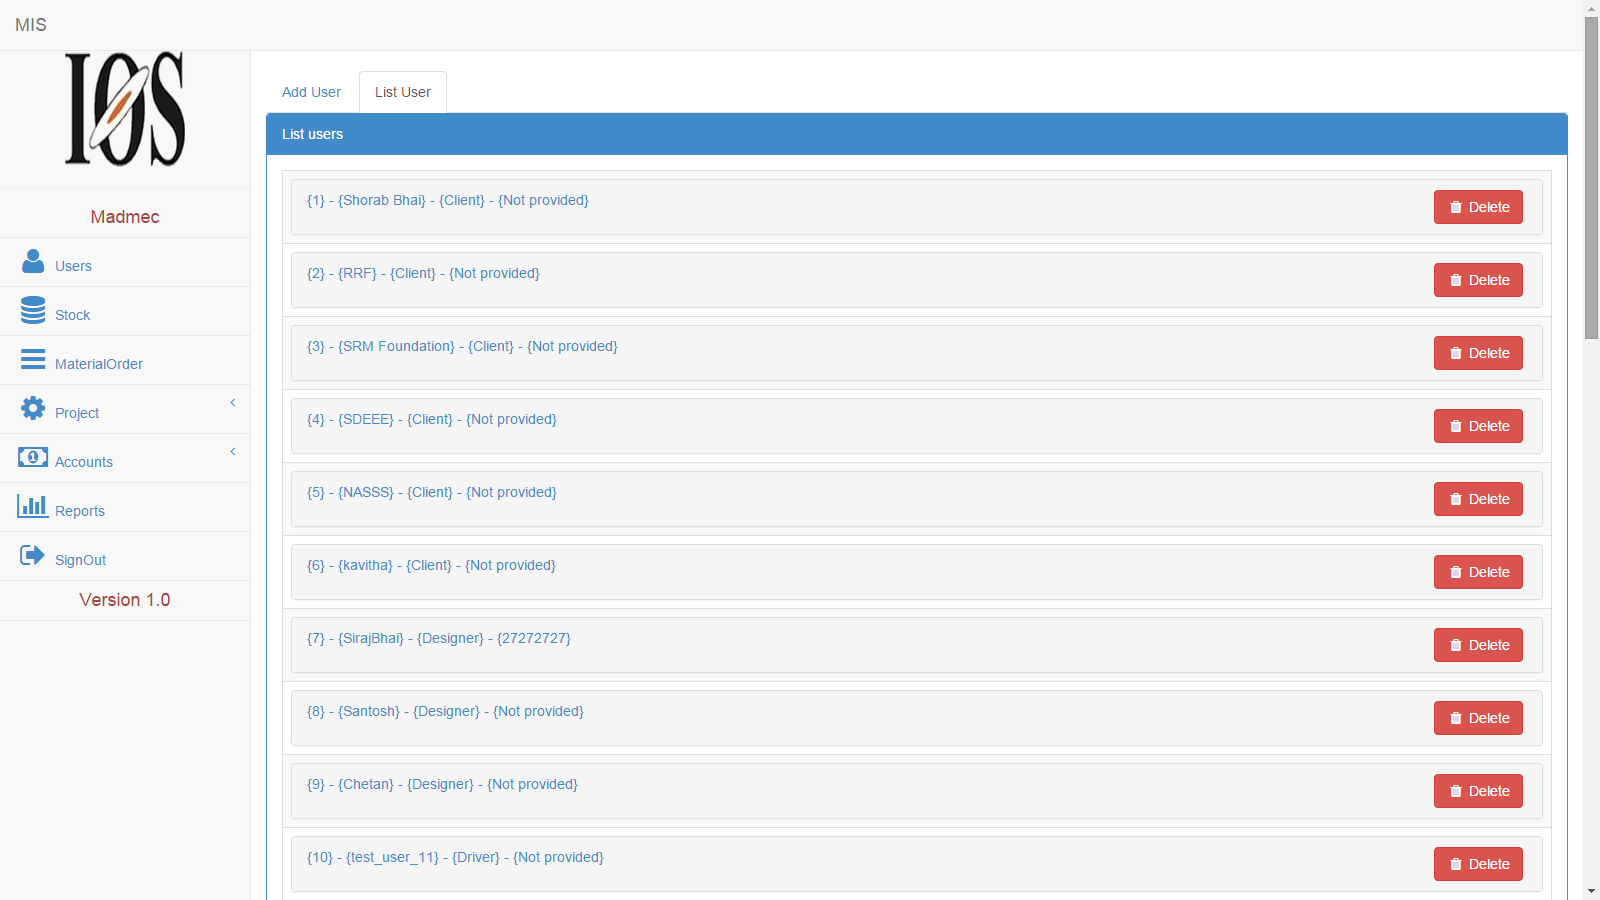 MIS
IOS
Madmec
Users
Stock
MaterialOrder
Project
Accounts
Reports
SignOut
Version 1.0
Add User
List User
List users
{1} - {Shorab Bhai} - {Client} - {Not provided}
Delete
{2} - {RRF} - {Client} - {Not provided}
Delete
{3} - {SRM Foundation} - {Client} - {Not provided}
Delete
{4} - {SDEEE} - {Client} - {Not provided}
Delete
{5} - {NASSS} - {Client} - {Not provided}
Delete
{6} - {kavitha} - {Client} - {Not provided}
Delete
{7} - {SirajBhai} - {Designer} - {27272727}
Delete
{8} - {Santosh} - {Designer} - {Not provided}
Delete
{9} - {Chetan} - {Designer} - {Not provided}
Delete
{10} - {test_user_11} - {Driver} - {Not provided}
Delete